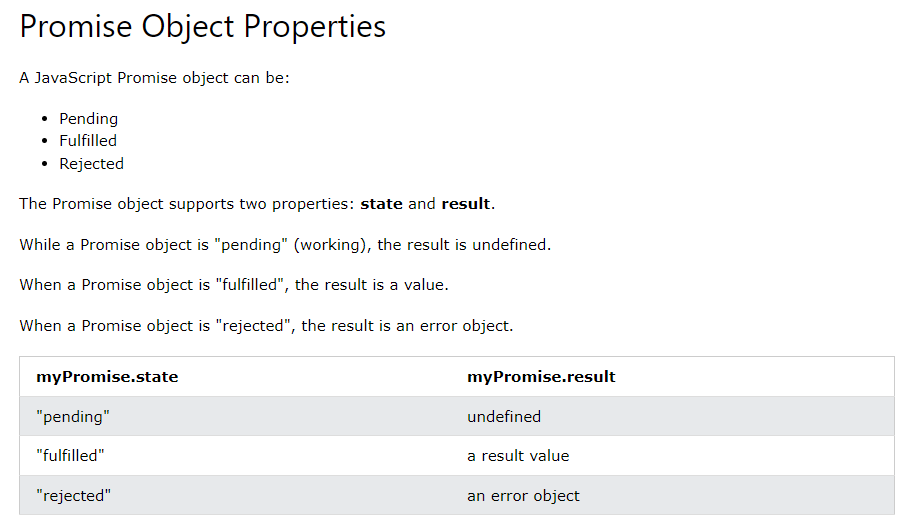 Promise Object Properties
A JavaScript Promise object can be:
• Pending
• Fulfilled
• Rejected
The Promise object supports two properties: state and result.
While a Promise object is "pending" (working), the result is undefined.
When a Promise object is "fulfilled", the result is a value.
When a Promise object is "rejected", the result is an error object.
myPromise.state myPromise.result
"pending" undefined
"fulfilled" a result value
"rejected" an error object